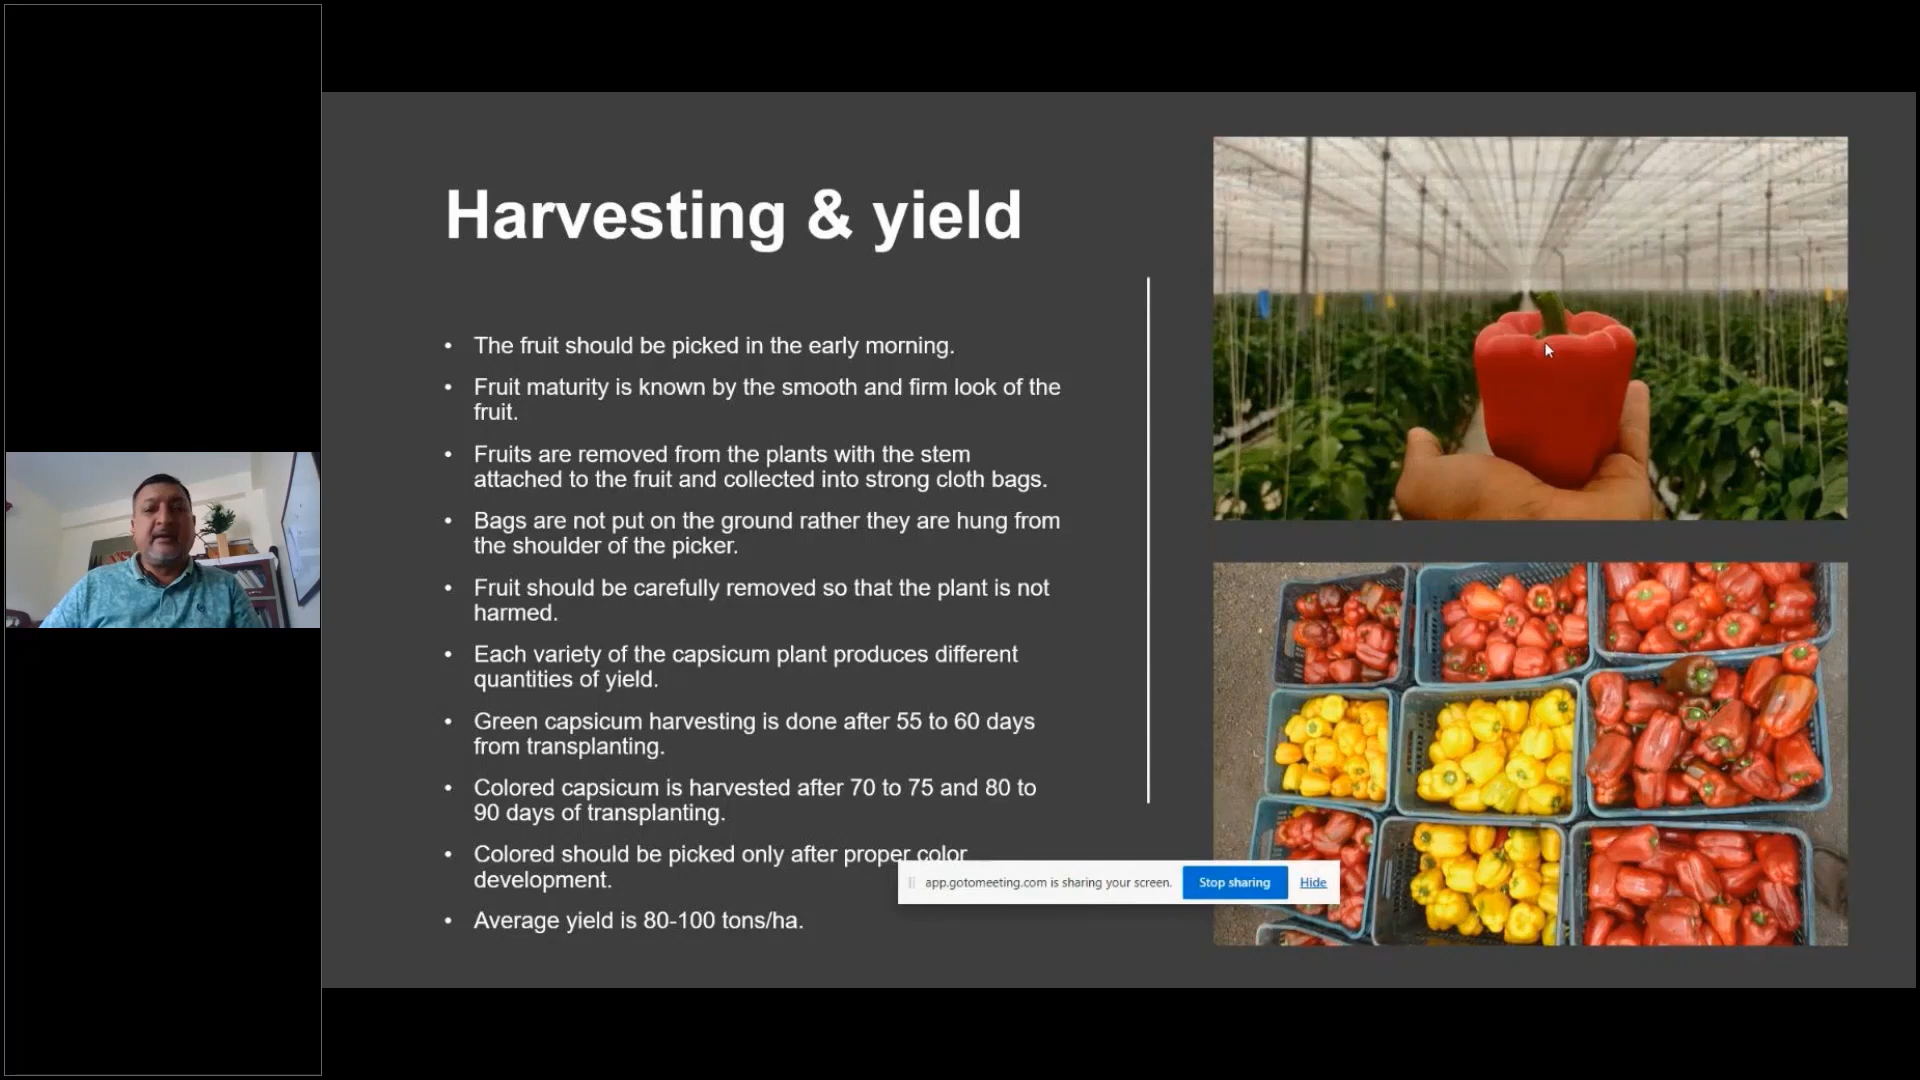 Harvesting & yield
• The fruit should be picked in the early morning.
• Fruit maturity is known by the smooth and firm look of the
fruit.
• Fruits are removed from the plants with the stem
attached to the fruit and collected into strong cloth bags.
• Bags are not put on the ground rather they are hung from
the shoulder of the picker.
• Fruit should be carefully removed so that the plant is not
harmed.
• Each variety of the capsicum plant produces different
quantities of yield.
• Green capsicum harvesting is done after 55 to 60 days
from transplanting.
• Colored capsicum is harvested after 70 to 75 and 80 to
90 days of transplanting.
• Colored should be picked only after proper color
development.
• Average yield is 80-100 tons/ha.
app.gotomeeting.com is sharing your screen.
Stop sharing
Hide